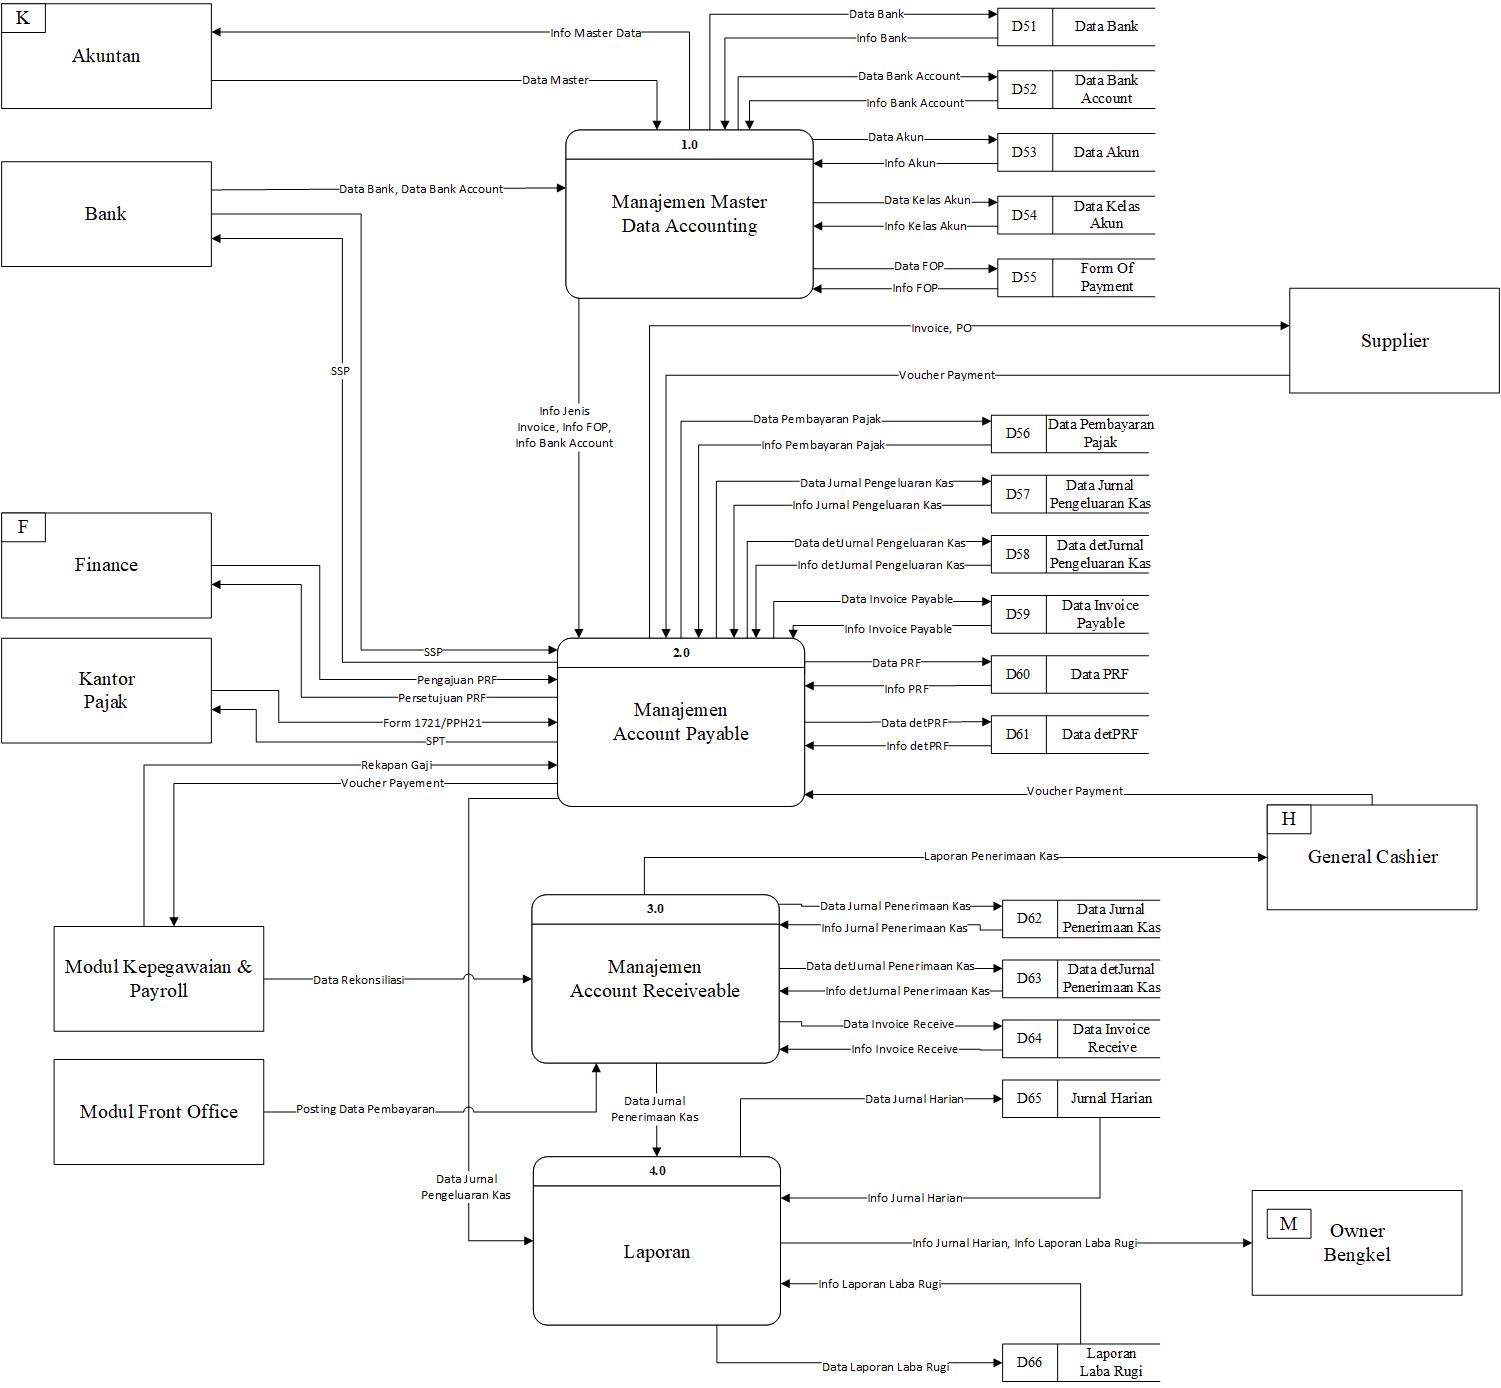 K
Akuntan
Info Master Data
Data Master
Data Bank
Info Bank
D51
Data Bank
Data Bank Account
Info Bank Account
D52
Data Bank
Account
Data Akun
Info Akun
D53
Data Akun
Data Kelas Akun
Info Kelas Akun
D54
Data Kelas
Akun
Data FOP
Info FOP
D55
Form Of
Payment
1.0
Manajemen Master
Data Accounting
Bank
Data Bank, Data Bank Account
SSP
Info Jenis
Invoice, Info FOP,
Info Bank Account
Invoice, PO
Voucher Payment
Supplier
Data Pembayaran Pajak
Info Pembayaran Pajak
D56
Data Pembayaran
Pajak
Data Jurnal Pengeluaran Kas
Info Jurnal Pengeluaran Kas
D57
Data Jurnal
Pengeluaran Kas
Data detJurnal Pengeluaran Kas
Info detJurnal Pengeluaran Kas
D58
Data detJurnal
Pengeluaran Kas
Data Invoice Payable
Info Invoice Payable
D59
Data Invoice
Payable
Data PRF
Info PRF
D60
Data PRF
Data detPRF
Info detPRF
D61
Data detPRF
F
Finance
Kantor
Pajak
SSP
Pengajuan PRF
Persetujuan PRF
Form 1721/PPH21
SPT
Rekapan Gaji
Voucher Payement
2.0
Manajemen
Account Payable
Voucher Payment
H
General Cashier
Laporan Penerimaan Kas
3.0
Manajemen
Account Receiveable
Data Jurnal Penerimaan Kas
Info Jurnal Penerimaan Kas
D62
Data Jurnal
Penerimaan Kas
Data detJurnal Penerimaan Kas
Info detJurnal Penerimaan Kas
D63
Data detJurnal
Penerimaan Kas
Data Invoice Receive
Info Invoice Receive
D64
Data Invoice
Receive
Modul Kepegawaian &
Payroll
Data Rekonsiliasi
Modul Front Office
Posting Data Pembayaran
Data Jurnal
Penerimaan Kas
Data Jurnal Harian
D65
Jurnal Harian
Data Jurnal
Pengeluaran Kas
4.0
Laporan
Info Jurnal Harian
Info Jurnal Harian, Info Laporan Laba Rugi
M
Owner
Bengkel
Info Laporan Laba Rugi
Data Laporan Laba Rugi
D66
Laporan
Laba Rugi